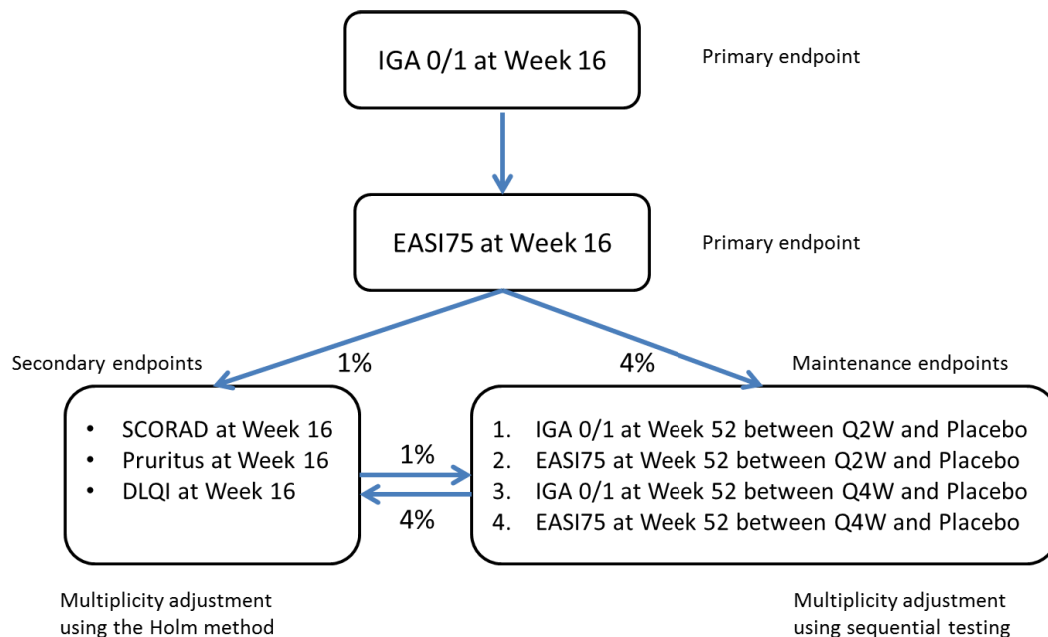 IGA 0/1 at Week 16
Primary endpoint
EASI75 at Week 16
Primary endpoint
Secondary endpoints
1%
4%
Maintenance endpoints
• SCORAD at Week 16
• Pruritus at Week 16
• DLQI at Week 16
1%
4%
1. IGA 0/1 at Week 52 between Q2W and Placebo
2. EASI75 at Week 52 between Q2W and Placebo
3. IGA 0/1 at Week 52 between Q4W and Placebo
4. EASI75 at Week 52 between Q4W and Placebo
Multiplicity adjustment
using the Holm method
Multiplicity adjustment
using sequential testing